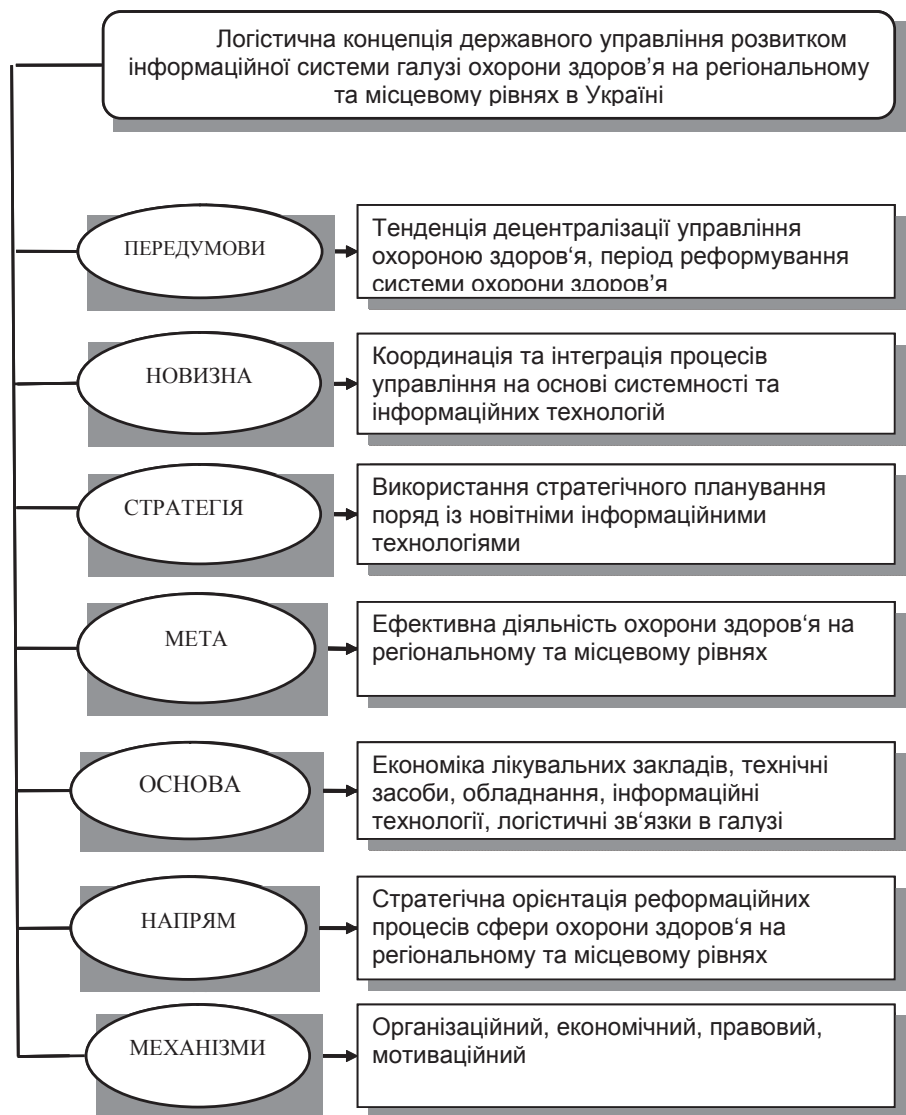 Логістична концепція державного управління розвитком
інформаційної системи галузі охорони здоров’я на регіональному
та місцевому рівнях в Україні
ПЕРЕДУМОВИ
Тенденція децентралізації управління
охороною здоров‘я, період реформування
системи охорони здоров’я
НОВИЗНА
Координація та інтеграція процесів
управління на основі системності та
інформаційних технологій
СТРАТЕГІЯ
Використання стратегічного планування
поряд із новітніми інформаційними
технологіями
МЕТА
Ефективна діяльність охорони здоров‘я на
регіональному та місцевому рівнях
ОСНОВА
Економіка лікувальних закладів, технічні
засоби, обладнання, інформаційні
технології, логістичні зв‘язки в галузі
НАПРЯМ
Стратегічна орієнтація реформаційних
процесів сфери охорони здоров‘я на
регіональному та місцевому рівнях
МЕХАНІЗМИ
Організаційний, економічний, правовий,
мотиваційний